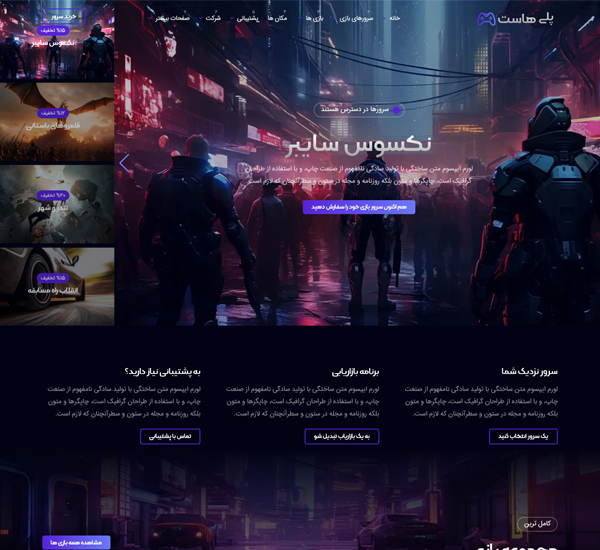 پلی هاست
خانه
سرورهای بازی
بازی ها
مکان ها
پشتیبانی
شرکت
صفحات بیشتر
خرید سرور
سرورها در دسترس هستند
نکسوس سایبر
لورم ایپسوم متن ساختگی با تولید سادگی نامفهوم از صنعت چاپ، و با استفاده از طراحان
گرافیک است، چاپگرها و متون بلکه روزنامه و مجله در ستون و سطرآنچنان که لازم است.
هم اکنون سرور بازی خود را سفارش دهید
%۱۵ تخفیف
نکسوس سایبر
%۱۲ تخفیف
قلمروهای باستانی
%۲۰ تخفیف
شهر
%۱۵ تخفیف
انقلاب راه مسابقه
سرور نزدیک شما
لورم ایپسوم متن ساختگی با تولید سادگی نامفهوم از صنعت
چاپ، و با استفاده از طراحان گرافیک است، چاپگرها و متون
بلکه روزنامه و مجله در ستون و سطرآنچنان که لازم است.
یک سرور انتخاب کنید
برنامه بازاریابی
لورم ایپسوم متن ساختگی با تولید سادگی نامفهوم از صنعت
چاپ، و با استفاده از طراحان گرافیک است، چاپگرها و متون
بلکه روزنامه و مجله در ستون و سطرآنچنان که لازم است.
به یک بازاریاب تبدیل شو
به پشتیبانی نیاز دارید؟
لورم ایپسوم متن ساختگی با تولید سادگی نامفهوم از صنعت
چاپ، و با استفاده از طراحان گرافیک است، چاپگرها و متون
بلکه روزنامه و مجله در ستون و سطرآنچنان که لازم است.
تماس با پشتیبانی
کامل ترین
مشاهده همه بازی ها